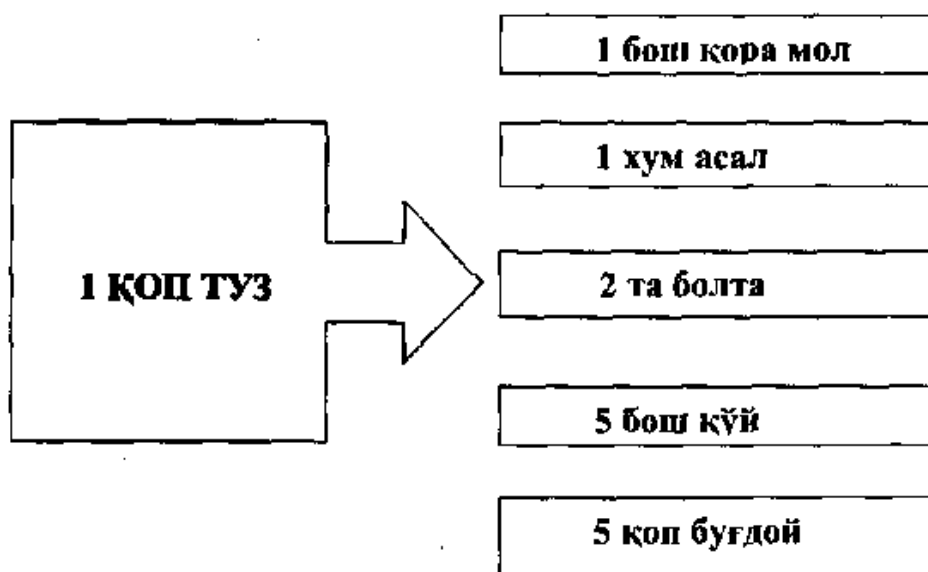 1 бош қора мол
1 хум асал
1 ҚОП ТУЗ
2 та болта
5 бош қўй
5 қоп буғдой